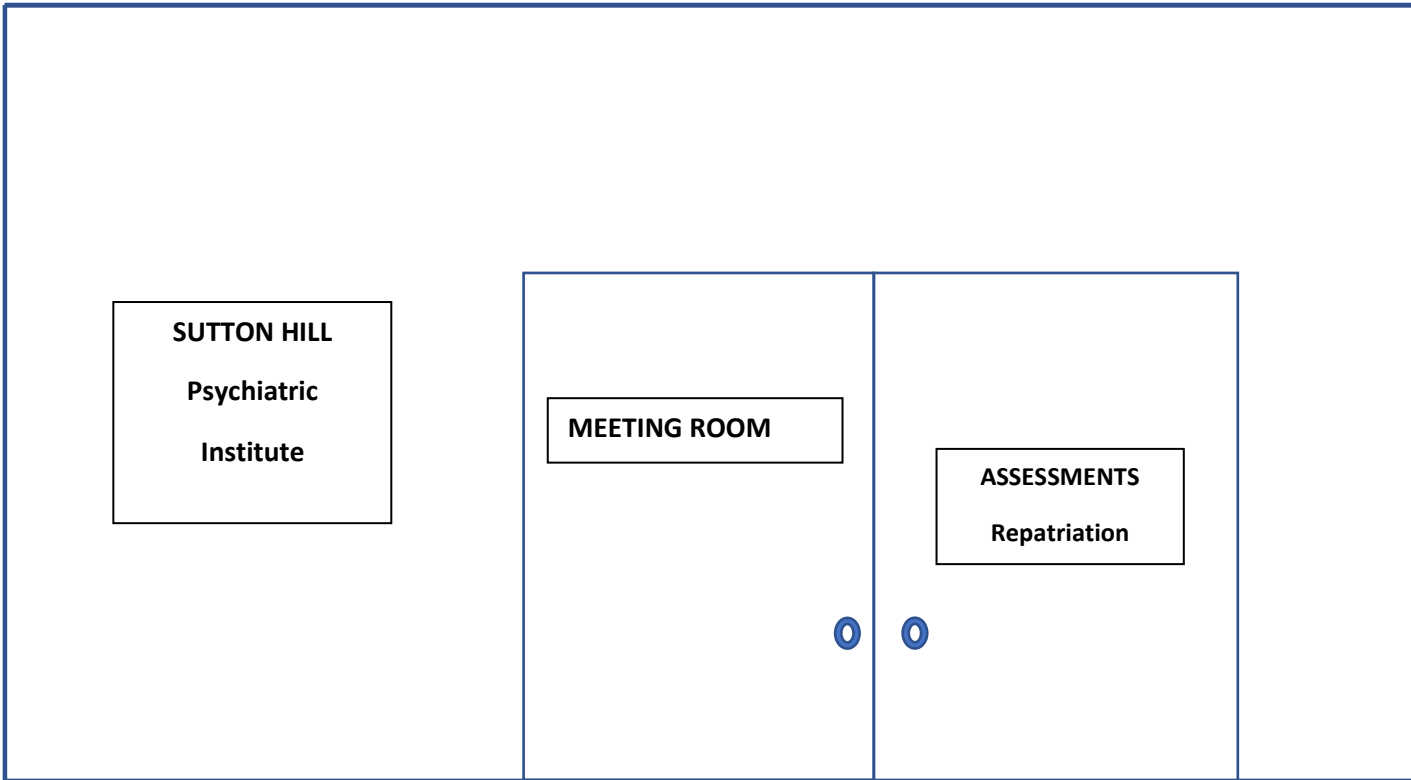 SUTTON HILL
Psychiatric
Institute
MEETING ROOM
ASSESSMENTS
Repatriation